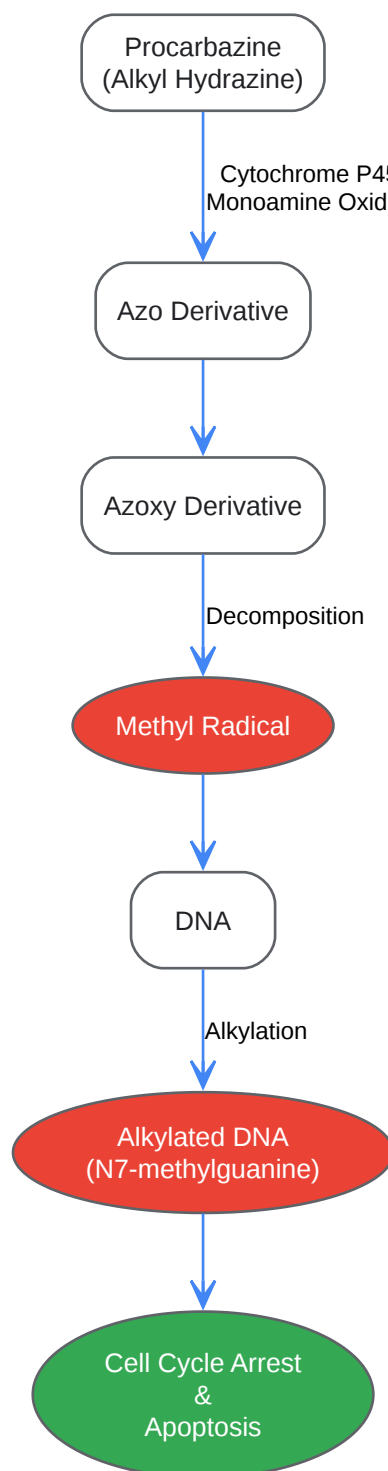 Procarbazine
(Alkyl Hydrazine)
Cytochrome P45
Monoamine Oxid
Azo Derivative
Azoxy Derivative
Decomposition
Methyl Radical
DNA
Alkylation
Alkylated DNA
(N7-methylguanine)
Cell Cycle Arrest
&
Apoptosis